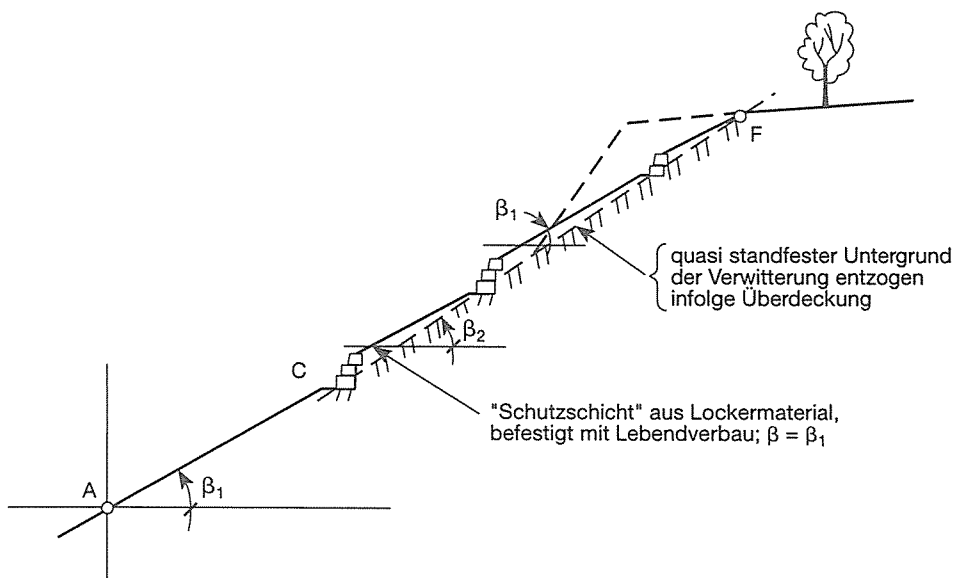 F
β₁
quasi standfester Untergrund
der Verwitterung entzogen
infolge Überdeckung
β₂
C
"Schutzschicht" aus Lockermaterial,
befestigt mit Lebendverbau; β = β₁
A
β₁